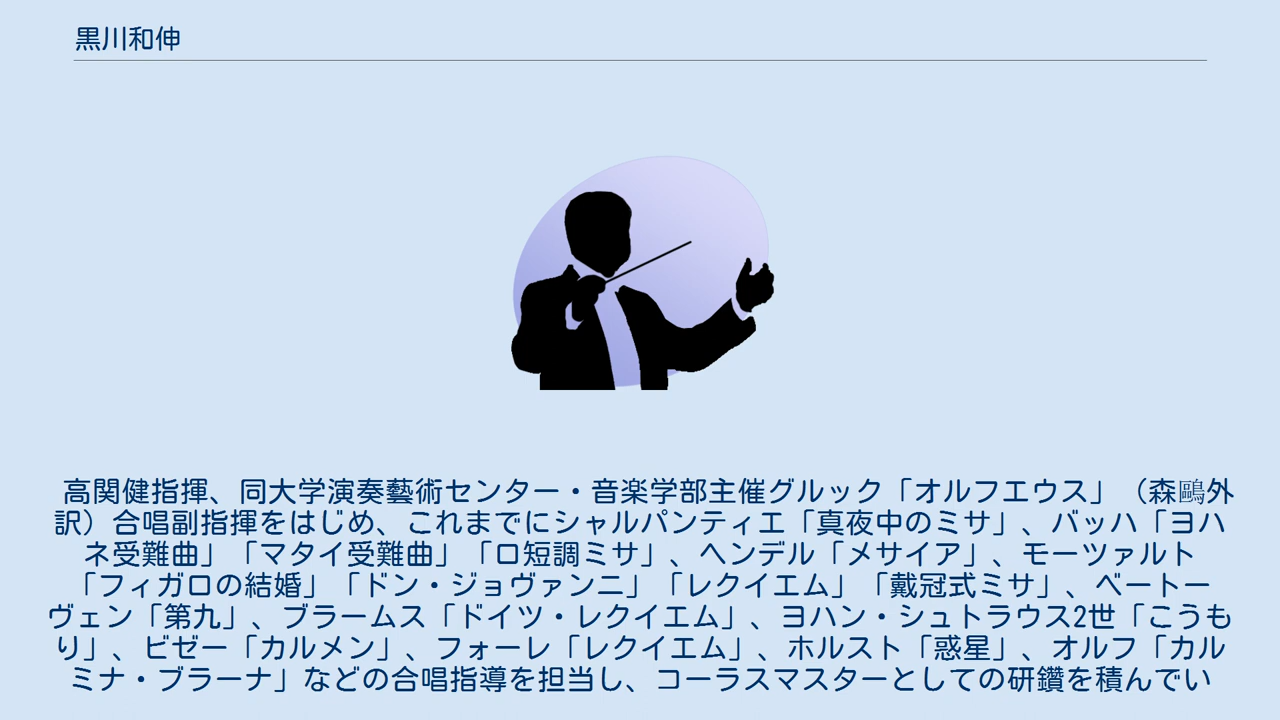 黒川和伸
高関健指揮、同大学演奏藝術センター・音楽学部主催グルック「オルフエウス」（森鷗外
訳）合唱副指揮をはじめ、これまでにシャルパンティエ「真夜中のミサ」、バッハ「ヨハ
ネ受難曲」「マタイ受難曲」「ロ短調ミサ」、ヘンデル「メサイア」、モーツァルト
「フィガロの結婚」「ドン・ジョヴァンニ」「レクイエム」「戴冠式ミサ」、ベートー
ヴェン「第九」、ブラームス「ドイツ・レクイエム」、ヨハン・シュトラウス2世「こうも
り」、ビゼー「カルメン」、フォーレ「レクイエム」、ホルスト「惑星」、オルフ「カル
ミナ・ブラーナ」などの合唱指導を担当し、コーラスマスターとしての研鑽を積んでい